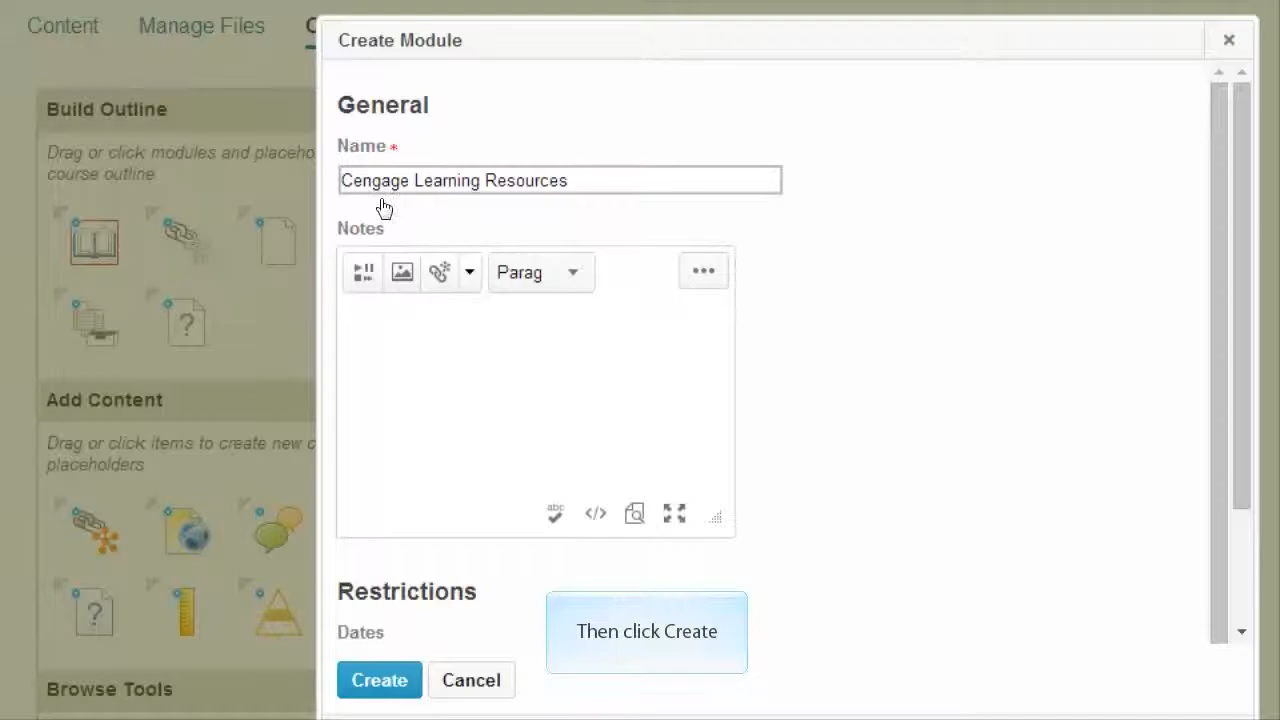 Content
Manage Files
C
Create Module
×
Build Outline
Drag or click modules and placeho
course outline
?
Add Content
Drag or click items to create new c
placeholders
?
Browse Tools
General
Name *
Cengage Learning Resources
Notes
Parag
abc
</>
Restrictions
Then click Create
Dates
Create
Cancel